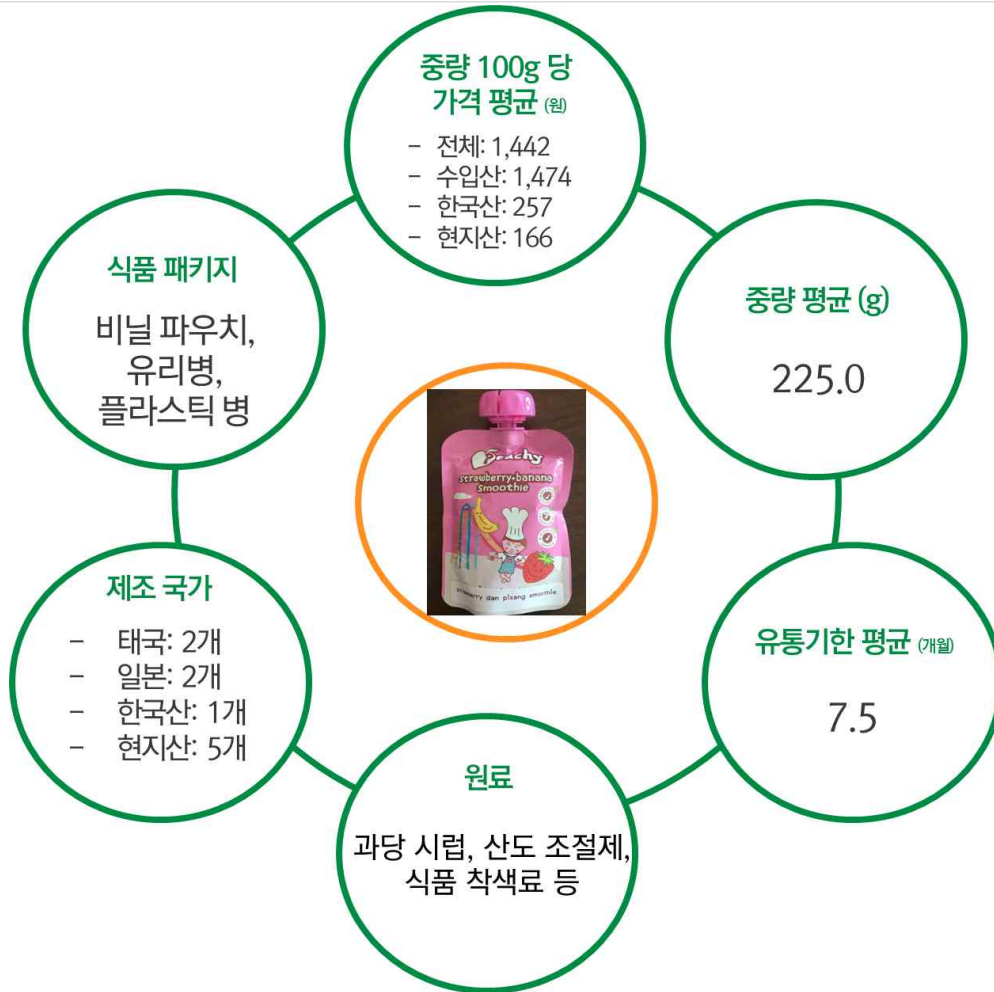 중량 100g 당
가격 평균 (원)
- 전체: 1,442
- 수입산: 1,474
- 한국산: 257
- 현지산: 166
식품 패키지
비닐 파우치,
유리병,
플라스틱 병
중량 평균 (g)
225.0
Peachy
strawberry+banana
Smoothie
strawberry dan pisang smoothie
제조 국가
- 태국: 2개
- 일본: 2개
- 한국산: 1개
- 현지산: 5개
유통기한 평균 (개월)
7.5
원료
과당 시럽, 산도 조절제,
식품 착색료 등